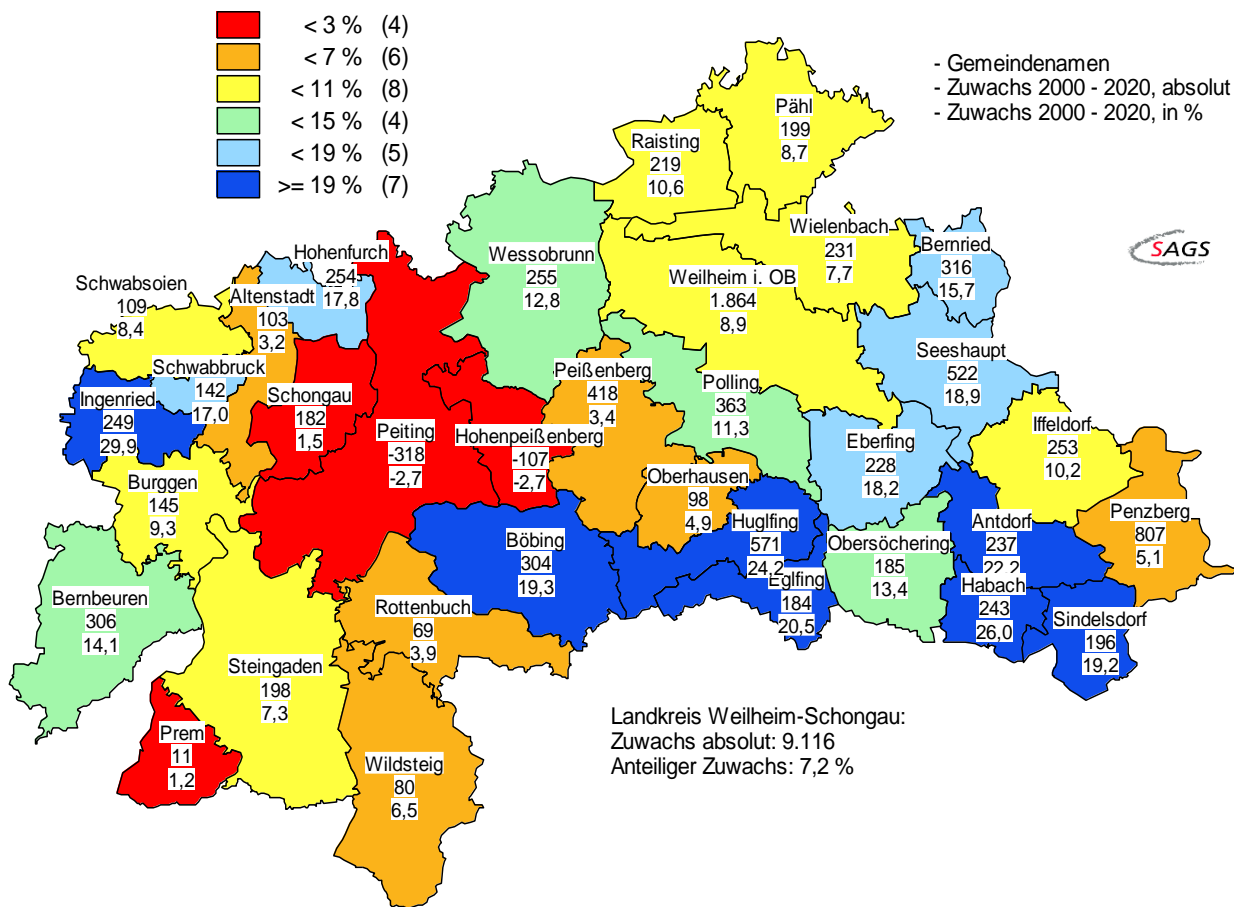 < 3 % (4)
< 7 % (6)
< 11 % (8)
< 15 % (4)
< 19 % (5)
>= 19 % (7)
- Gemeindenamen
- Zuwachs 2000 - 2020, absolut
- Zuwachs 2000 - 2020, in %
SAGS
Pähl
199
8,7
Raisting
219
10,6
Wielenbach
231
7,7
Bernried
316
15,7
Wessobrunn
255
12,8
Weilheim i. OB
1.864
8,9
Hohenfurch
254
17,8
Schwabsoien
109
8,4
Altenstadt
103
3,2
Seeshaupt
522
18,9
Schwabbruck
142
17,0
Peißenberg
418
3,4
Polling
363
11,3
Schongau
182
1,5
Ingenried
249
29,9
Peiting
-318
-2,7
Hohenpeißenberg
-107
-2,7
Eberfing
228
18,2
Iffeldorf
253
10,2
Burggen
145
9,3
Oberhausen
98
4,9
Penzberg
807
5,1
Huglfing
571
24,2
Antdorf
237
22,2
Böbing
304
19,3
Obersöchering
185
13,4
Eglfing
184
20,5
Habach
243
26,0
Bernbeuren
306
14,1
Rottenbuch
69
3,9
Sindelsdorf
196
19,2
Steingaden
198
7,3
Prem
11
1,2
Wildsteig
80
6,5
Landkreis Weilheim-Schongau:
Zuwachs absolut: 9.116
Anteiliger Zuwachs: 7,2 %